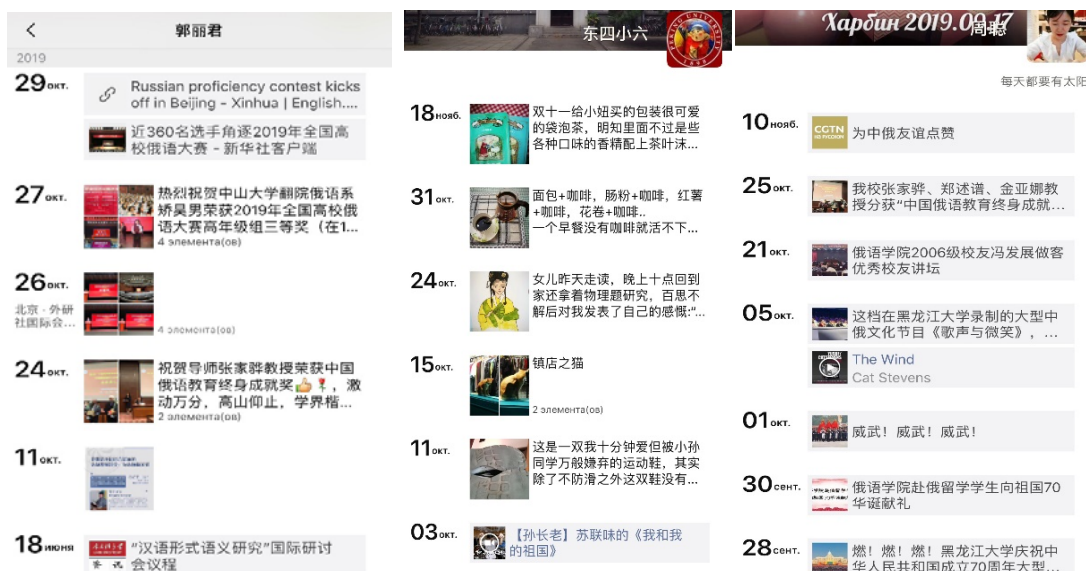 郭丽君
2019
29окт.
Russian proficiency contest kicks
off in Beijing - Xinhua | English....
近360名选手角逐2019年全国高
校俄语大赛 - 新华社客户端
27окт.
热烈祝贺中山大学翻院俄语系
矫昊男荣获2019年全国高校俄
语大赛高年级组三等奖（在1...
4 элемента(ов)
26окт.
北京 · 外研
社国际会...
4 элемента(ов)
24окт.
祝贺导师张家骅教授荣获中国
俄语教育终身成就奖👍🌹，激
动万分，高山仰止，学界楷...
2 элемента(ов)
11окт.
18июня
“汉语形式语义研究”国际研讨
会议程
东四小六
PEKING UNIVERSITY
1898
18нояб.
双十一给小妞买的包装很可爱
的袋泡茶，明知里面不过是些
各种口味的香精配上茶叶沫...
31окт.
面包+咖啡，肠粉+咖啡，红薯
+咖啡，花卷+咖啡..
一个早餐没有咖啡就活不下...
24окт.
女儿昨天走读，晚上十点回到
家还拿着物理题研究，百思不
解后对我发表了自己的感慨:“...
15окт.
镇店之猫
2 элемента(ов)
11окт.
这是一双我十分钟爱但被小孙
同学万般嫌弃的运动鞋，其实
除了不防滑之外这双鞋没有...
03окт.
【孙长老】苏联味的《我和我
的祖国》
Харбин 2019.09.17
周聪
每天都要有太阳
10нояб.
CGTN
НА РУССКОМ
为中俄友谊点赞
25окт.
我校张家骅、郑述谱、金亚娜教
授分获“中国俄语教育终身成就...
21окт.
俄语学院2006级校友冯发展做客
优秀校友讲坛
05окт.
这档在黑龙江大学录制的大型中
俄文化节目《歌声与微笑》，...
The Wind
Cat Stevens
01окт.
威武！威武！威武！
30сент.
俄语学院赴俄留学学生向祖国70
华诞献礼
28сент.
燃！燃！燃！黑龙江大学庆祝中
华人民共和国成立70周年大型...